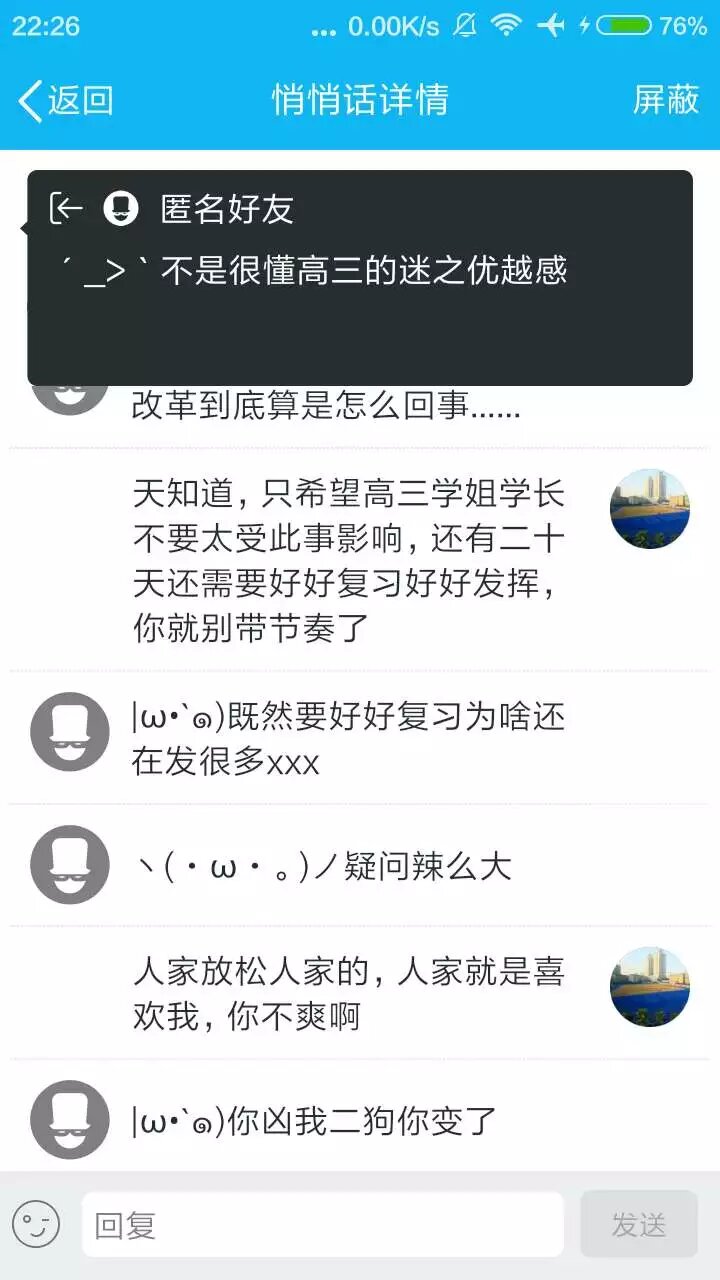 22:26 ... 0.00K/s 76%
返回 悄悄话详情 屏蔽
匿名好友
´ _> ` 不是很懂高三的迷之优越感
改革到底算是怎么回事......
天知道，只希望高三学姐学长
不要太受此事影响，还有二十
天还需要好好复习好好发挥，
你就别带节奏了
|ω•`๑)既然要好好复习为啥还
在发很多xxx
ヽ(・ω・。)ノ疑问辣么大
人家放松人家的，人家就是喜
欢我，你不爽啊
|ω•`๑)你凶我二狗你变了
回复 发送